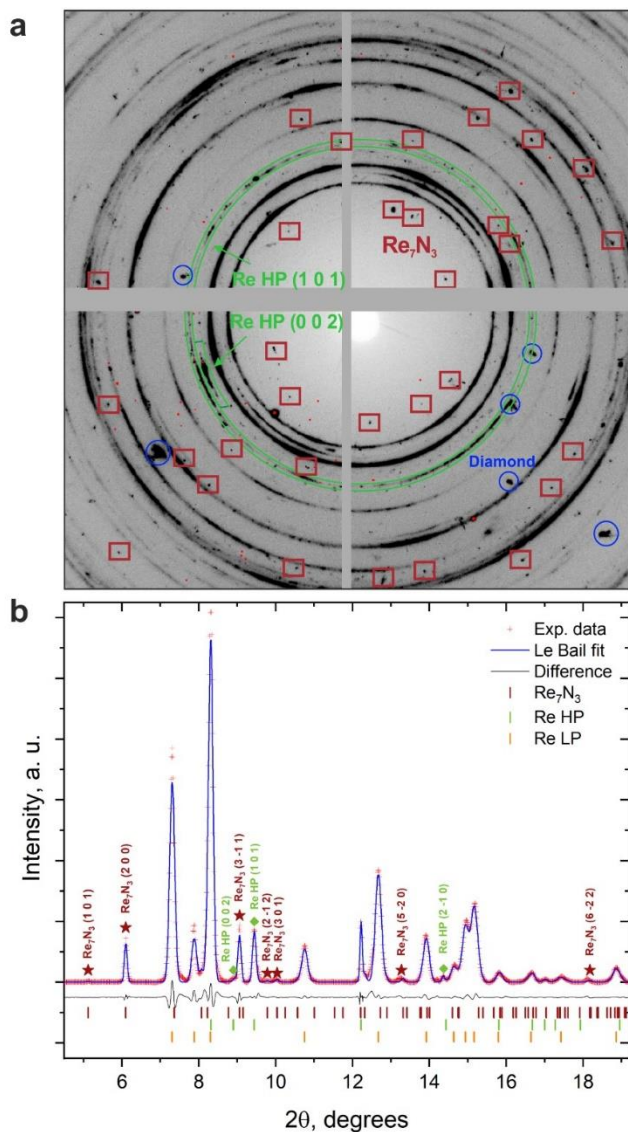 a
Re₇N₃
Re HP (1 0 1)
Re HP (0 0 2)
Diamond
b
Exp. data
Le Bail fit
Difference
Re₇N₃
Re HP
Re LP
Intensity, a. u.
Re₇N₃ (1 0 1)
Re₇N₃ (2 0 0)
Re HP (0 0 2)
Re₇N₃ (3 -1 1)
Re HP (1 0 1)
Re₇N₃ (2 -1 2)
Re₇N₃ (3 0 1)
Re₇N₃ (5 -2 0)
Re HP (2 -1 0)
Re₇N₃ (6 -2 2)
6 8 10 12 14 16 18
2θ, degrees